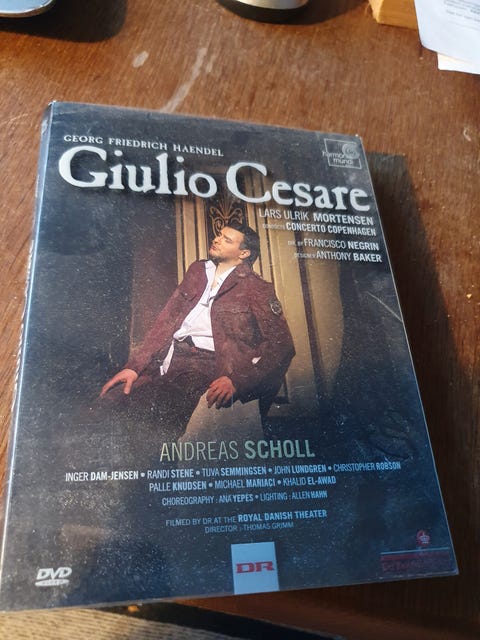 GEORG FRIEDRICH HAENDEL
harmonia
mundi
Giulio Cesare
LARS ULRIK MORTENSEN
CONDUCTS CONCERTO COPENHAGEN
DIR. BY FRANCISCO NEGRIN
DESIGNER ANTHONY BAKER
ANDREAS SCHOLL
INGER DAM-JENSEN • RANDI STENE • TUVA SEMMINGSEN • JOHN LUNDGREN • CHRISTOPHER ROBSON
PALLE KNUDSEN • MICHAEL MANIACI • KHALID EL-AWAD
CHOREOGRAPHY : ANA YEPES • LIGHTING : ALLEN HAHN
FILMED BY DR AT THE ROYAL DANISH THEATER
DIRECTOR : THOMAS GRIMM
DVD
DR